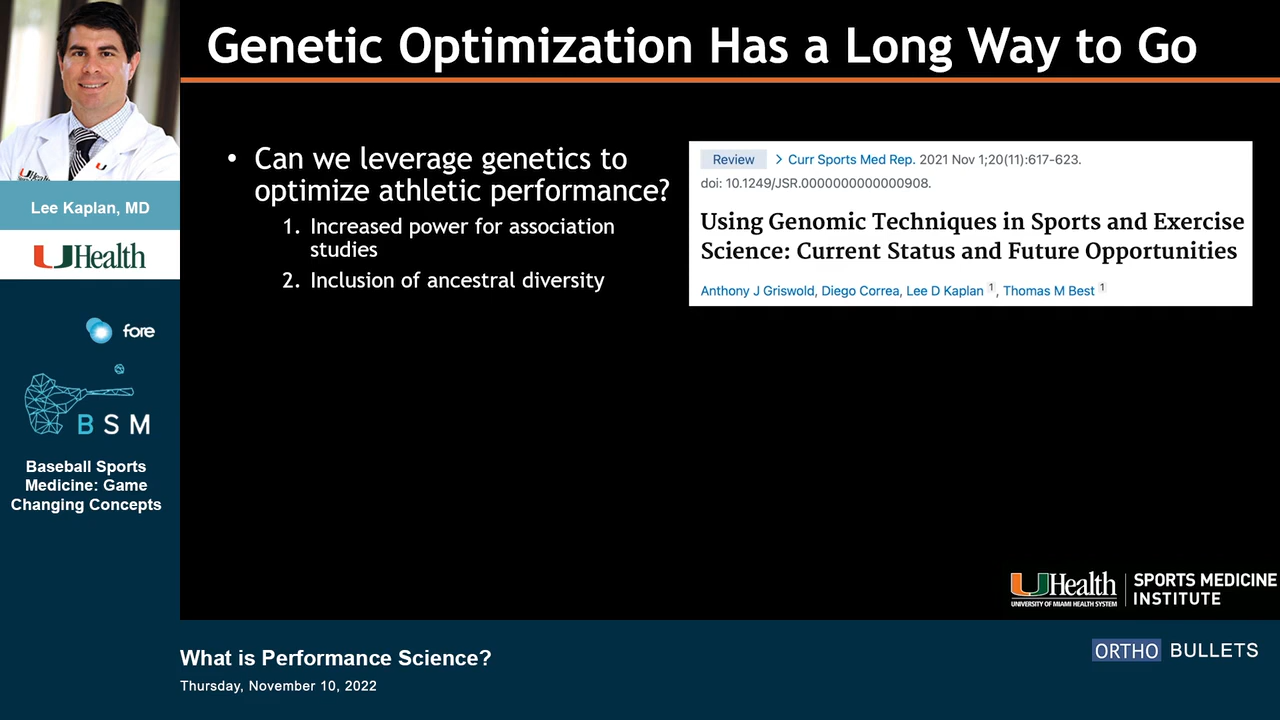 Genetic Optimization Has a Long Way to Go
Lee Kaplan, MD
UHealth
fore
BSM
Baseball Sports
Medicine: Game
Changing Concepts
• Can we leverage genetics to
optimize athletic performance?
1. Increased power for association
studies
2. Inclusion of ancestral diversity
Review > Curr Sports Med Rep. 2021 Nov 1;20(11):617-623.
doi: 10.1249/JSR.0000000000000908.
Using Genomic Techniques in Sports and Exercise
Science: Current Status and Future Opportunities
Anthony J Griswold, Diego Correa, Lee D Kaplan 1, Thomas M Best 1
UHealth
UNIVERSITY OF MIAMI HEALTH SYSTEM
SPORTS MEDICINE
INSTITUTE
What is Performance Science?
Thursday, November 10, 2022
ORTHO BULLETS